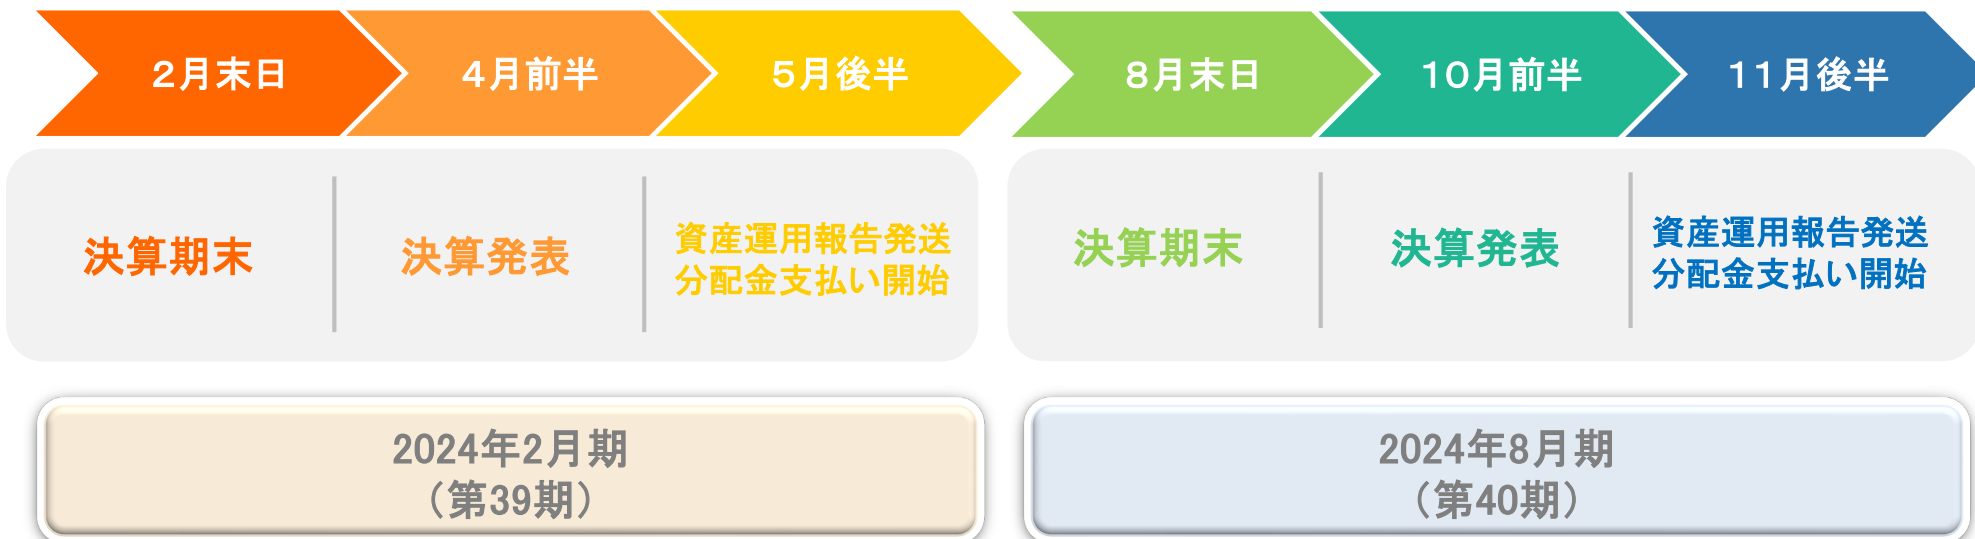 2月末日
4月前半
5月後半
8月末日
10月前半
11月後半
決算期末
決算発表
資産運用報告発送
分配金支払い開始
決算期末
決算発表
資産運用報告発送
分配金支払い開始
2024年2月期
（第39期）
2024年8月期
（第40期）